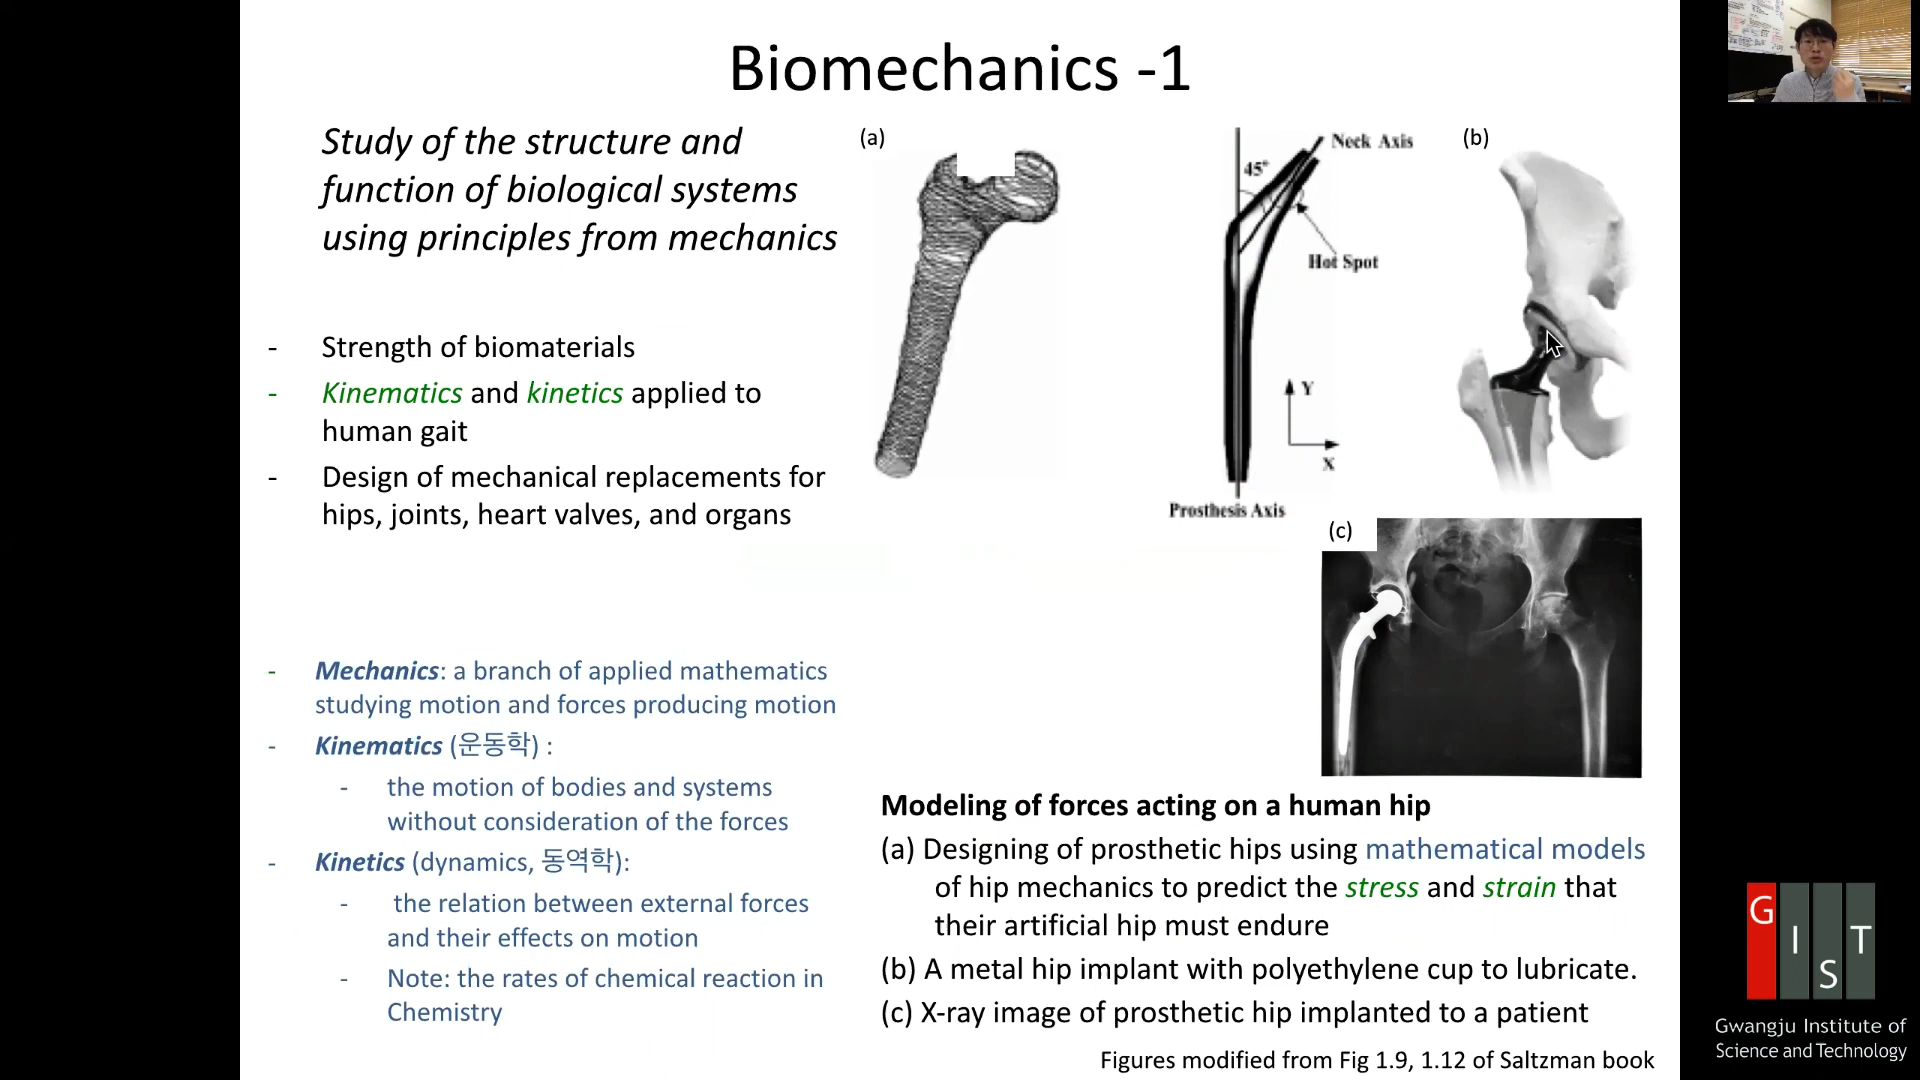 Biomechanics -1
Study of the structure and
function of biological systems
using principles from mechanics
- Strength of biomaterials
- Kinematics and kinetics applied to
human gait
- Design of mechanical replacements for
hips, joints, heart valves, and organs
- Mechanics: a branch of applied mathematics
studying motion and forces producing motion
- Kinematics (운동학) :
- the motion of bodies and systems
without consideration of the forces
- Kinetics (dynamics, 동역학):
- the relation between external forces
and their effects on motion
- Note: the rates of chemical reaction in
Chemistry
(a)
45°
Neck Axis
Hot Spot
Y
X
Prosthesis Axis
(b)
(c)
Modeling of forces acting on a human hip
(a) Designing of prosthetic hips using mathematical models
of hip mechanics to predict the stress and strain that
their artificial hip must endure
(b) A metal hip implant with polyethylene cup to lubricate.
(c) X-ray image of prosthetic hip implanted to a patient
Figures modified from Fig 1.9, 1.12 of Saltzman book
GIST
Gwangju Institute of
Science and Technology